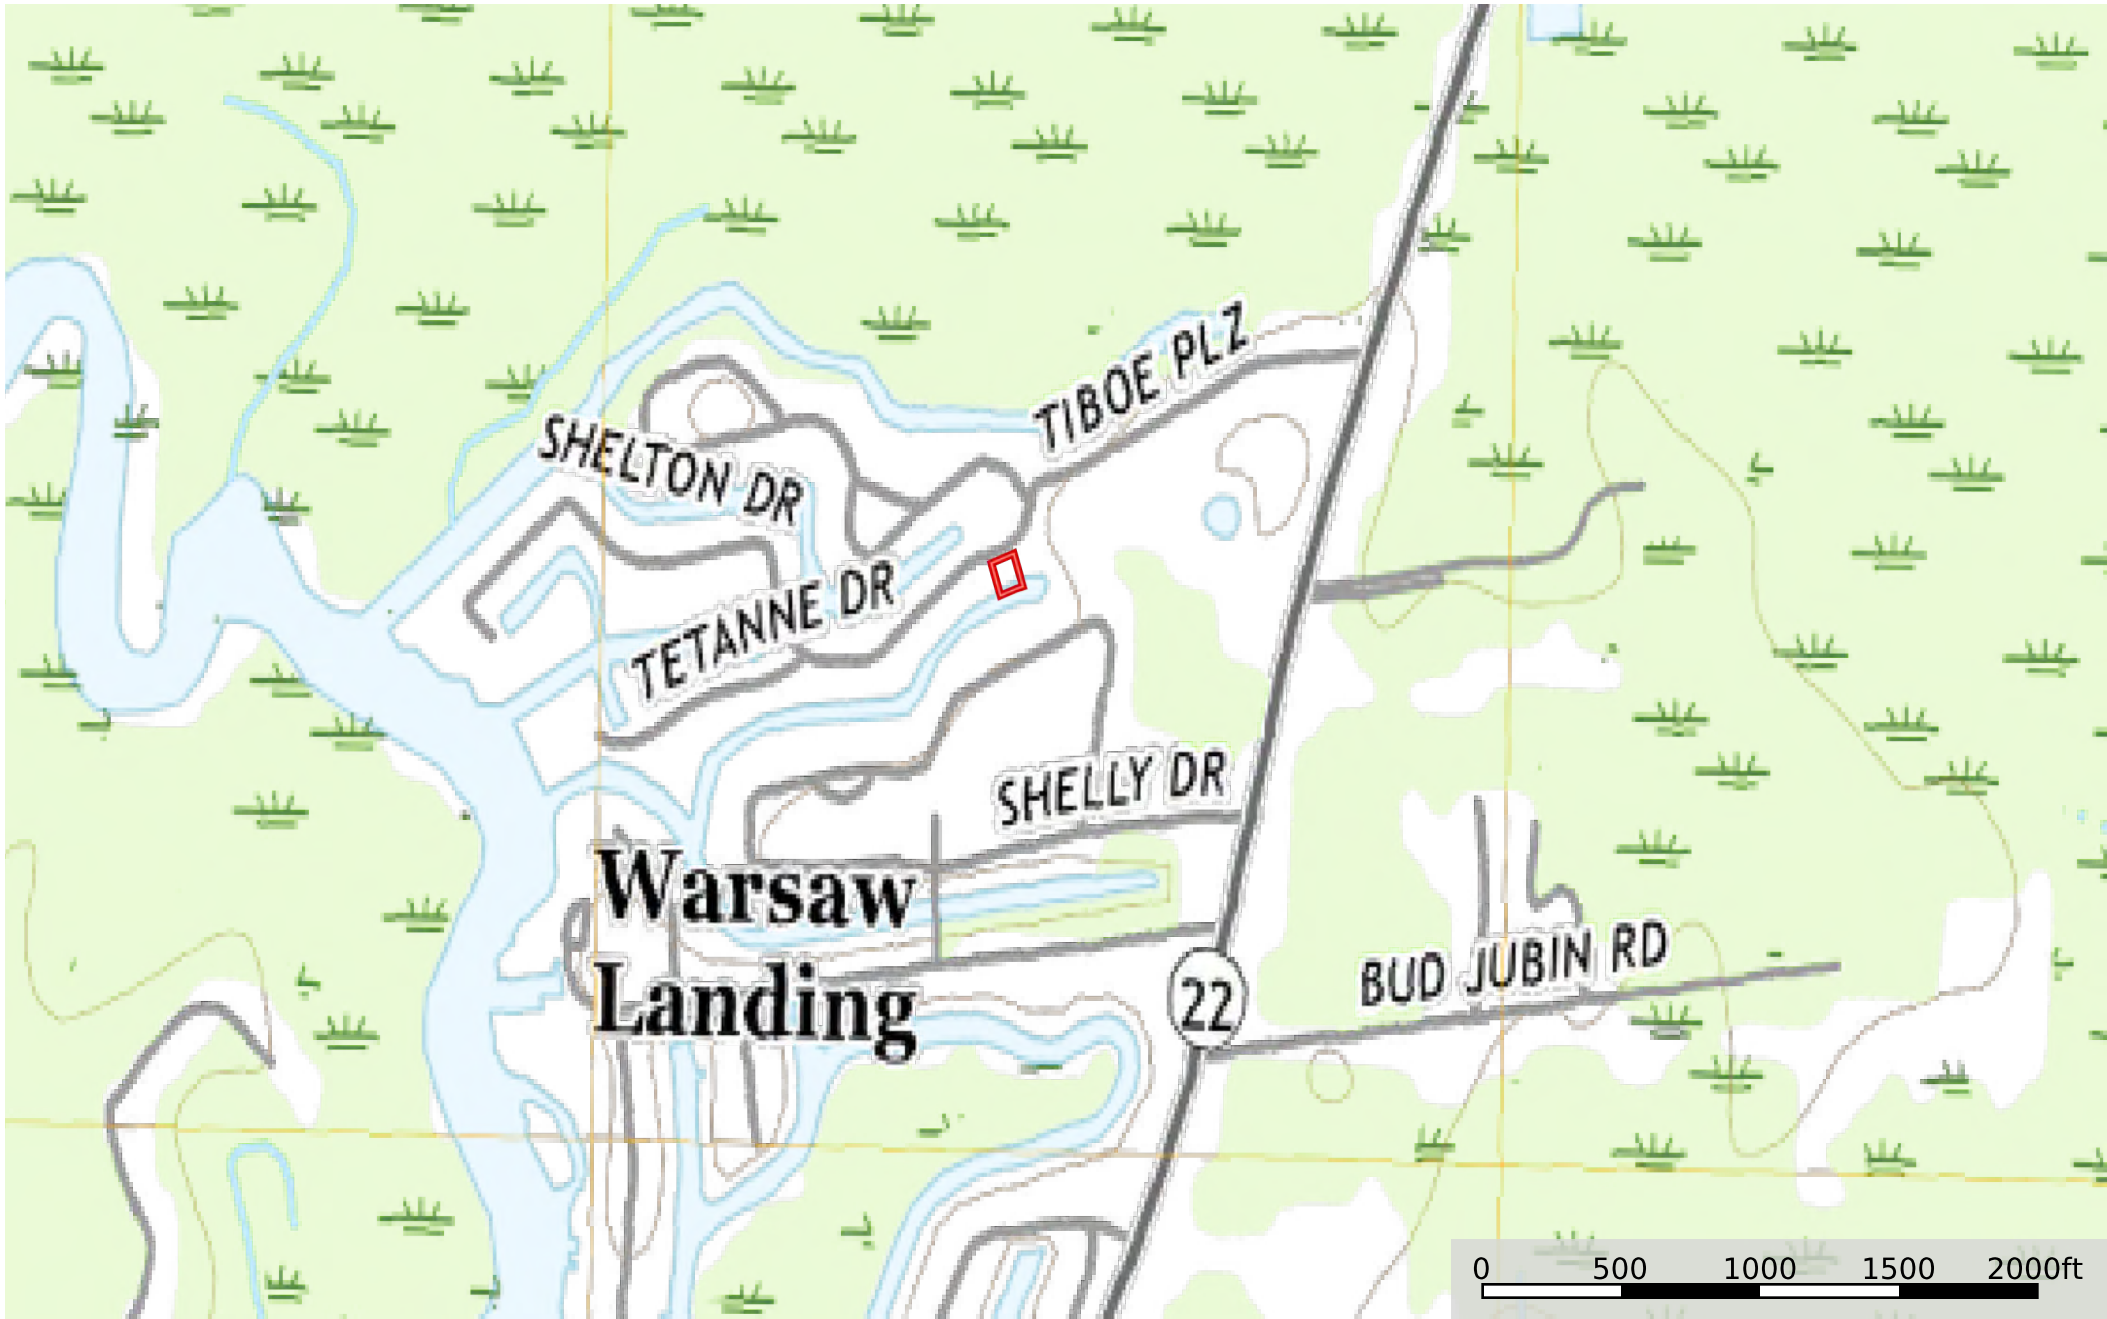 TIBOE PLZ
SHELTON DR
TETANNE DR
SHELLY DR
Warsaw
Landing
BUD JUBIN RD
22
0 500 1000 1500 2000ft